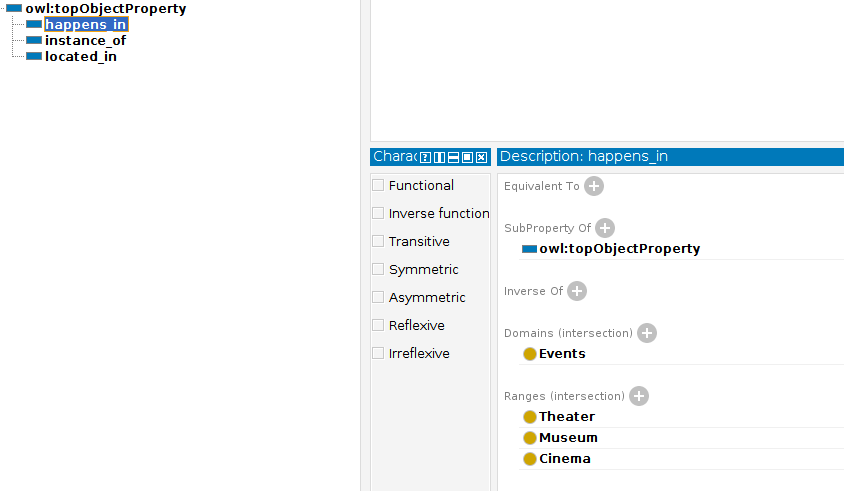 owl:topObjectProperty
happens_in
instance_of
located_in
Charac
Description: happens_in
Functional
Inverse function
Transitive
Symmetric
Asymmetric
Reflexive
Irreflexive
Equivalent To
SubProperty Of
owl:topObjectProperty
Inverse Of
Domains (intersection)
Events
Ranges (intersection)
Theater
Museum
Cinema